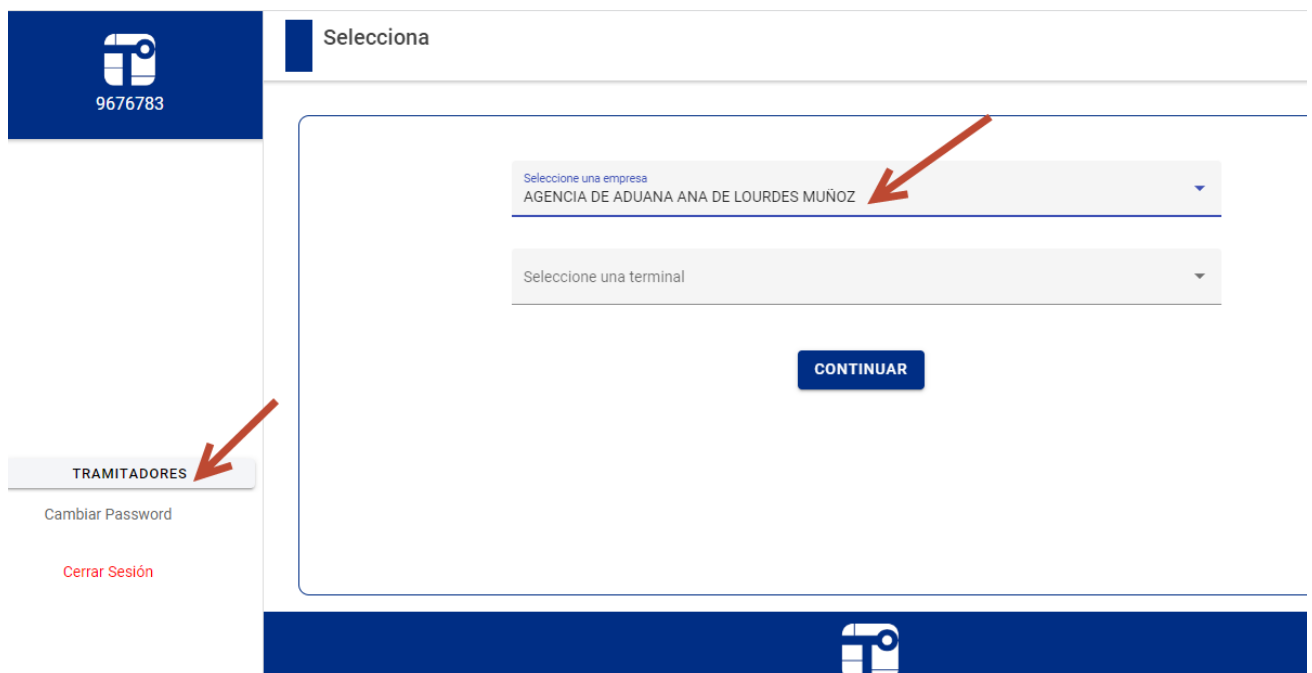 9676783
Selecciona
Seleccione una empresa
AGENCIA DE ADUANA ANA DE LOURDES MUÑOZ
Seleccione una terminal
CONTINUAR
TRAMITADORES
Cambiar Password
Cerrar Sesión